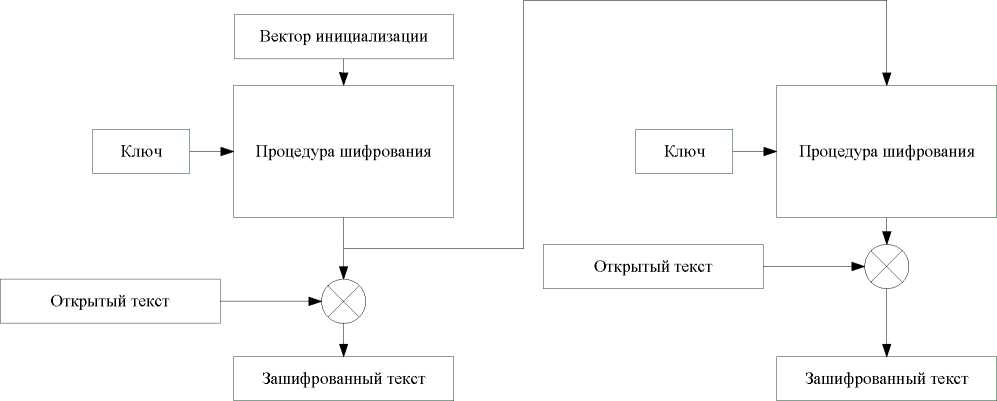 Вектор инициализации
Ключ
Процедура шифрования
Ключ
Процедура шифрования
Открытый текст
Открытый текст
Зашифрованный текст
Зашифрованный текст